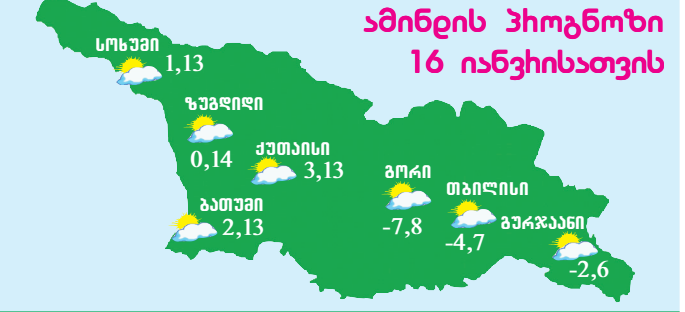 ამინდის პროგნოზი
16 იანვრისათვის
სოხუმი
1,13
ზუგდიდი
0,14
ქუთაისი
3,13
ბათუმი
2,13
გორი
-7,8
თბილისი
-4,7
გურჯაანი
-2,6